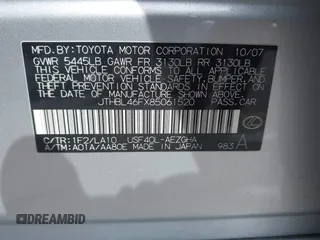 MFD.BY: TOYOTA MOTOR CORPORATION 10/07
GVWR 5445LB GAWR FR 3130LB RR 3130LB
THIS VEHICLE CONFORMS TO ALL APPLICABLE
FEDERAL MOTOR VEHICLE SAFETY, BUMPER, AND
THEFT PREVENTION STANDARDS IN EFFECT ON
THE DATE OF MANUFACTURE SHOWN ABOVE.
JTHBL46FX85061520 PASS.CAR
C/TR: 1F2/LA10 USF40L-AEZGHA
A/TM: A01A/AA80E MADE IN JAPAN 983A
DREAMBID